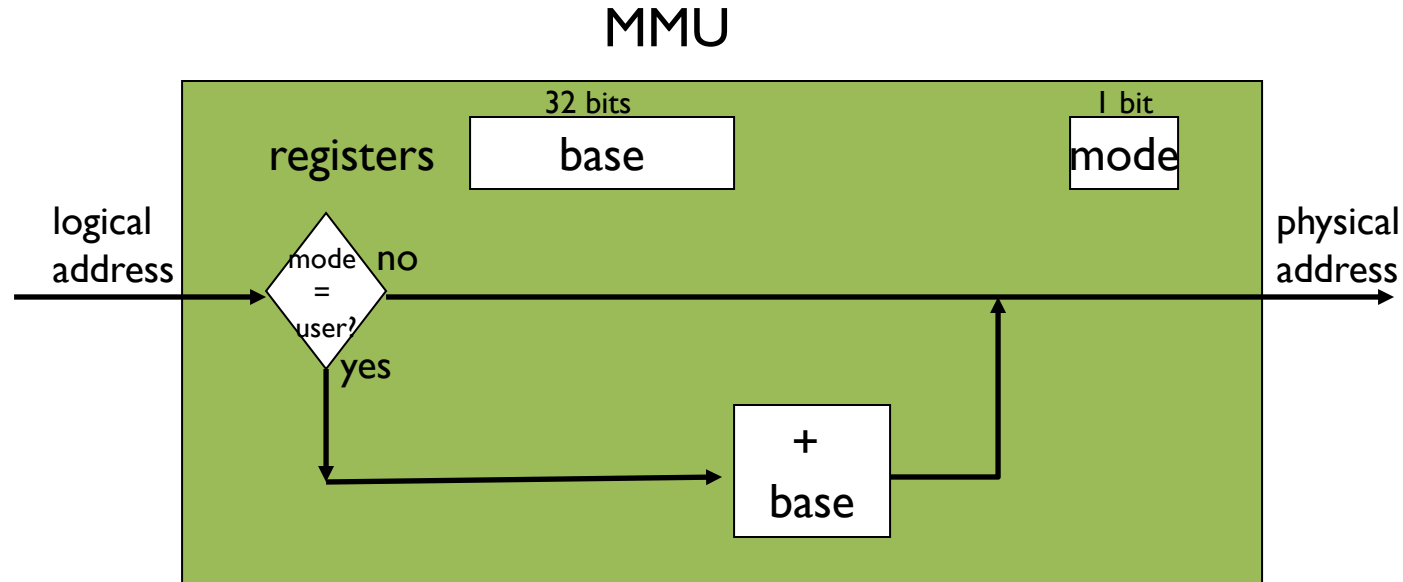 MMU
32 bits
1 bit
registers
base
mode
logical
address
physical
address
mode
=
user?
no
yes
+
base